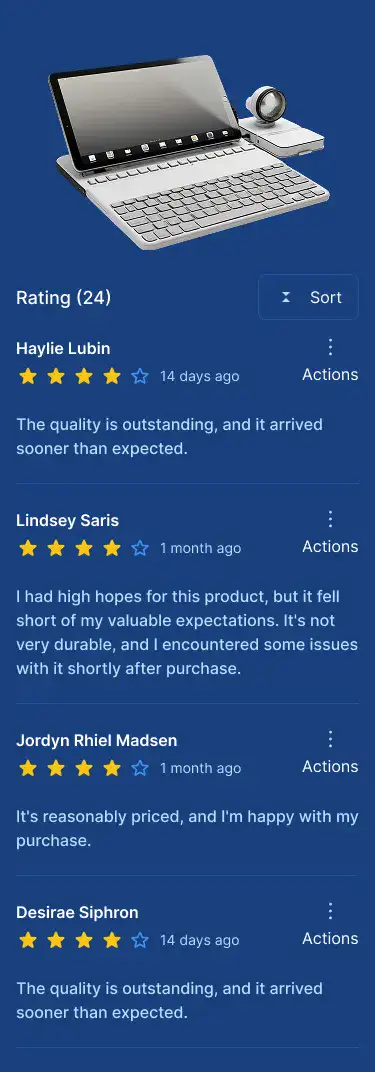 Rating (24)
Sort
Haylie Lubin
14 days ago
Actions
The quality is outstanding, and it arrived
sooner than expected.
Lindsey Saris
1 month ago
Actions
I had high hopes for this product, but it fell
short of my valuable expectations. It's not
very durable, and I encountered some issues
with it shortly after purchase.
Jordyn Rhiel Madsen
1 month ago
Actions
It's reasonably priced, and I'm happy with my
purchase.
Desirae Siphron
14 days ago
Actions
The quality is outstanding, and it arrived
sooner than expected.